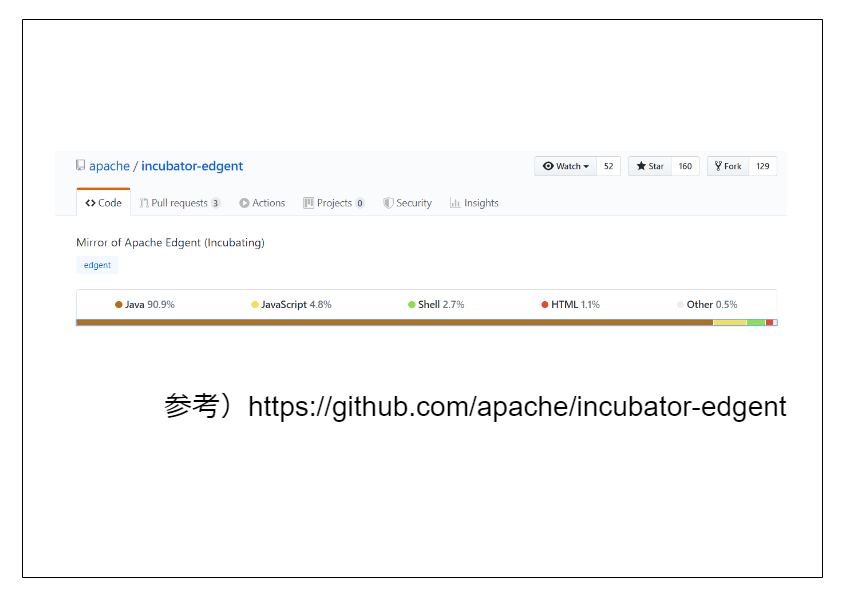 apache / incubator-edgent
Watch 52 Star 160 Fork 129
Code Pull requests 3 Actions Projects 0 Security Insights
Mirror of Apache Edgent (Incubating)
edgent
Java 90.9% JavaScript 4.8% Shell 2.7% HTML 1.1% Other 0.5%
参考）https://github.com/apache/incubator-edgent